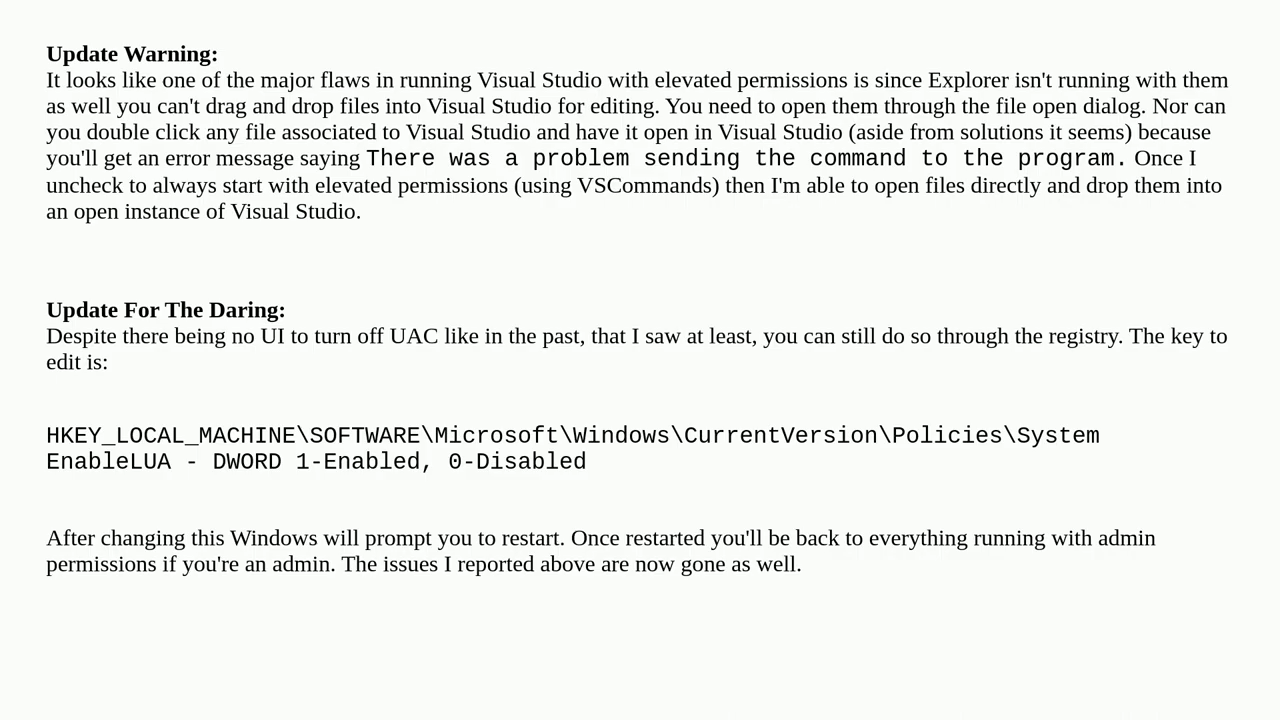 Update Warning:
It looks like one of the major flaws in running Visual Studio with elevated permissions is since Explorer isn't running with them
as well you can't drag and drop files into Visual Studio for editing. You need to open them through the file open dialog. Nor can
you double click any file associated to Visual Studio and have it open in Visual Studio (aside from solutions it seems) because
you'll get an error message saying There was a problem sending the command to the program. Once I
uncheck to always start with elevated permissions (using VSCommands) then I'm able to open files directly and drop them into
an open instance of Visual Studio.
Update For The Daring:
Despite there being no UI to turn off UAC like in the past, that I saw at least, you can still do so through the registry. The key to
edit is:
HKEY_LOCAL_MACHINE\SOFTWARE\Microsoft\Windows\CurrentVersion\Policies\System
EnableLUA - DWORD 1-Enabled, 0-Disabled
After changing this Windows will prompt you to restart. Once restarted you'll be back to everything running with admin
permissions if you're an admin. The issues I reported above are now gone as well.